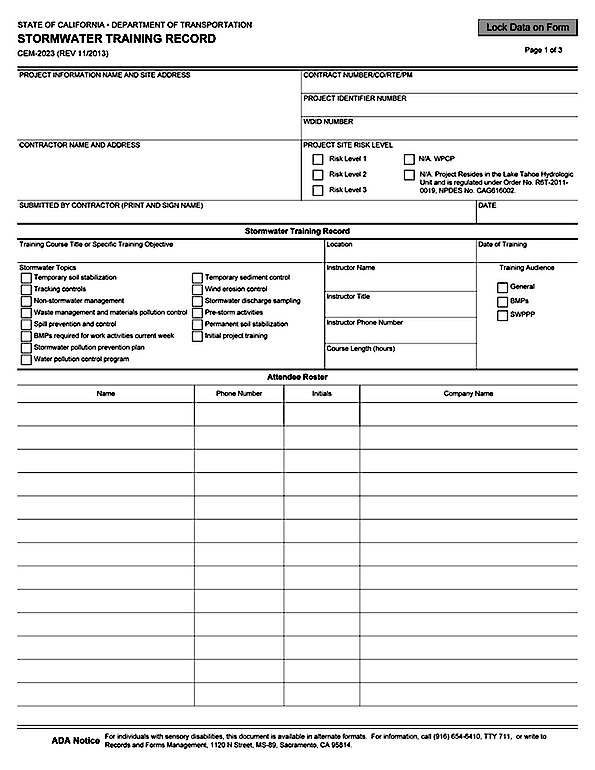 STATE OF CALIFORNIA • DEPARTMENT OF TRANSPORTATION
STORMWATER TRAINING RECORD
CEM-2023 (REV 11/2013)
Lock Data on Form
Page 1 of 3
PROJECT INFORMATION NAME AND SITE ADDRESS
CONTRACT NUMBER/CO/RTE/PM
PROJECT IDENTIFIER NUMBER
WDID NUMBER
CONTRACTOR NAME AND ADDRESS
PROJECT SITE RISK LEVEL
Risk Level 1
Risk Level 2
Risk Level 3
N/A. WPCP
N/A. Project Resides in the Lake Tahoe Hydrologic
Unit and is regulated under Order No. R6T-2011-
0019, NPDES No. CAG616002.
SUBMITTED BY CONTRACTOR (PRINT AND SIGN NAME)
DATE
Stormwater Training Record
Training Course Title or Specific Training Objective
Location
Date of Training
Stormwater Topics
Temporary soil stabilization
Tracking controls
Non-stormwater management
Waste management and materials pollution control
Spill prevention and control
BMPs required for work activities current week
Stormwater pollution prevention plan
Water pollution control program
Temporary sediment control
Wind erosion control
Stormwater discharge sampling
Pre-storm activities
Permanent soil stabilization
Initial project training
Instructor Name
Instructor Title
Instructor Phone Number
Course Length (hours)
Training Audience
General
BMPs
SWPPP
Attendee Roster
Name
Phone Number
Initials
Company Name
ADA Notice
For individuals with sensory disabilities, this document is available in alternate formats. For information, call (916) 654-6410, TTY 711, or write to
Records and Forms Management, 1120 N Street, MS-89, Sacramento, CA 95814.